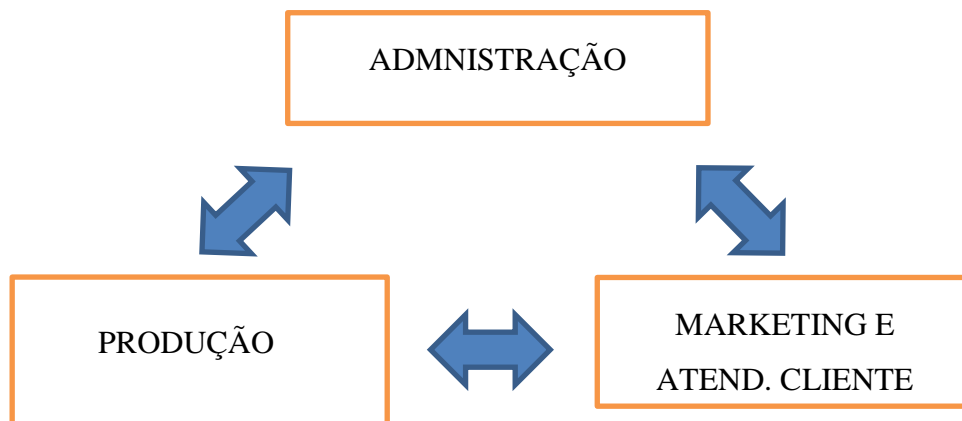 ADMNISTRAÇÃO
PRODUÇÃO
MARKETING E
ATEND. CLIENTE